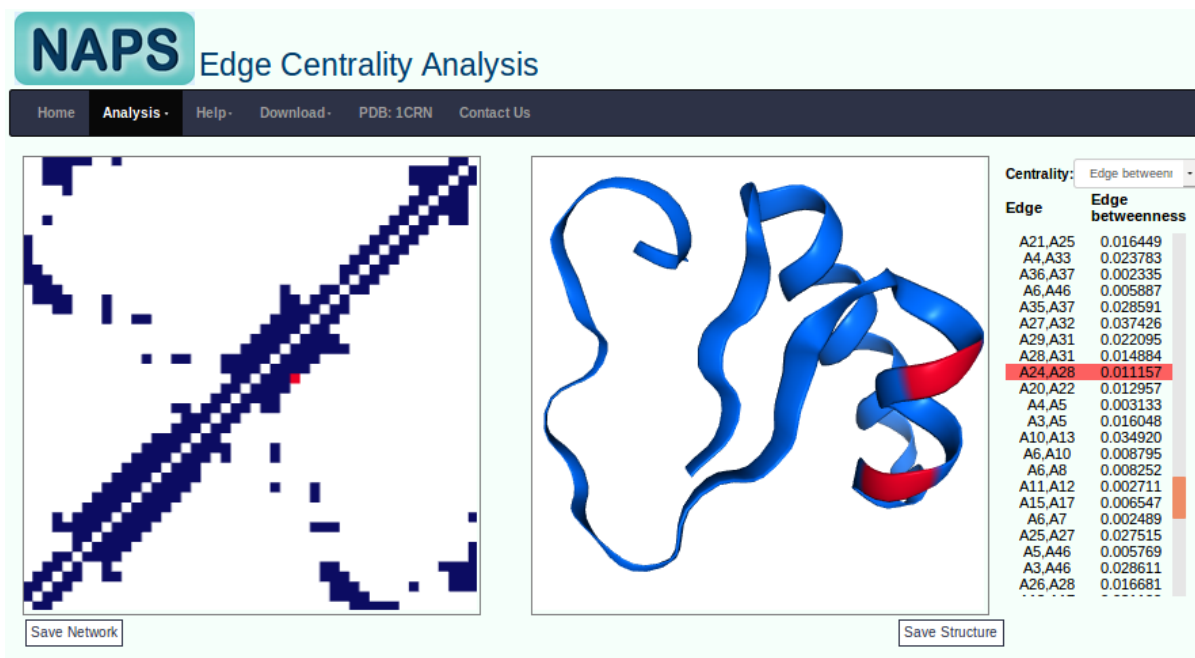 NAPS Edge Centrality Analysis
Home Analysis Help Download PDB: 1CRN Contact Us
Centrality: Edge between
Edge Edge betweenness
A21,A25 0.016449
A4,A33 0.023783
A36,A37 0.002335
A6,A46 0.005887
A35,A37 0.028591
A27,A32 0.037426
A29,A31 0.022095
A28,A31 0.014884
A24,A28 0.011157
A20,A22 0.012957
A4,A5 0.003133
A3,A5 0.016048
A10,A13 0.034920
A6,A10 0.008795
A6,A8 0.008252
A11,A12 0.002711
A15,A17 0.006547
A6,A7 0.002489
A25,A27 0.027515
A5,A46 0.005769
A3,A46 0.028611
A26,A28 0.016681
Save Network
Save Structure